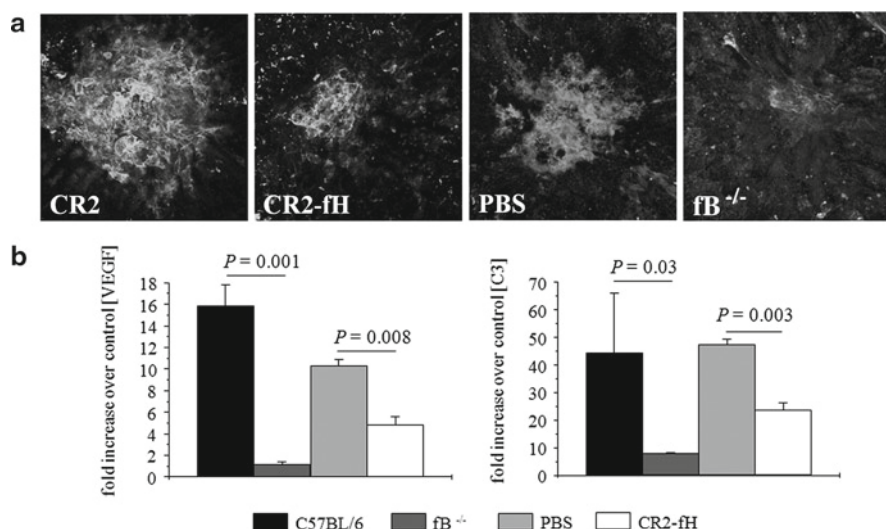 a
CR2
CR2-fH
PBS
fB -/-
b
fold increase over control [VEGF]
18
16
14
12
10
8
6
4
2
0
P = 0.001
P = 0.008
fold increase over control [C3]
70
60
50
40
30
20
10
0
P = 0.03
P = 0.003
C57BL/6
fB -/-
PBS
CR2-fH